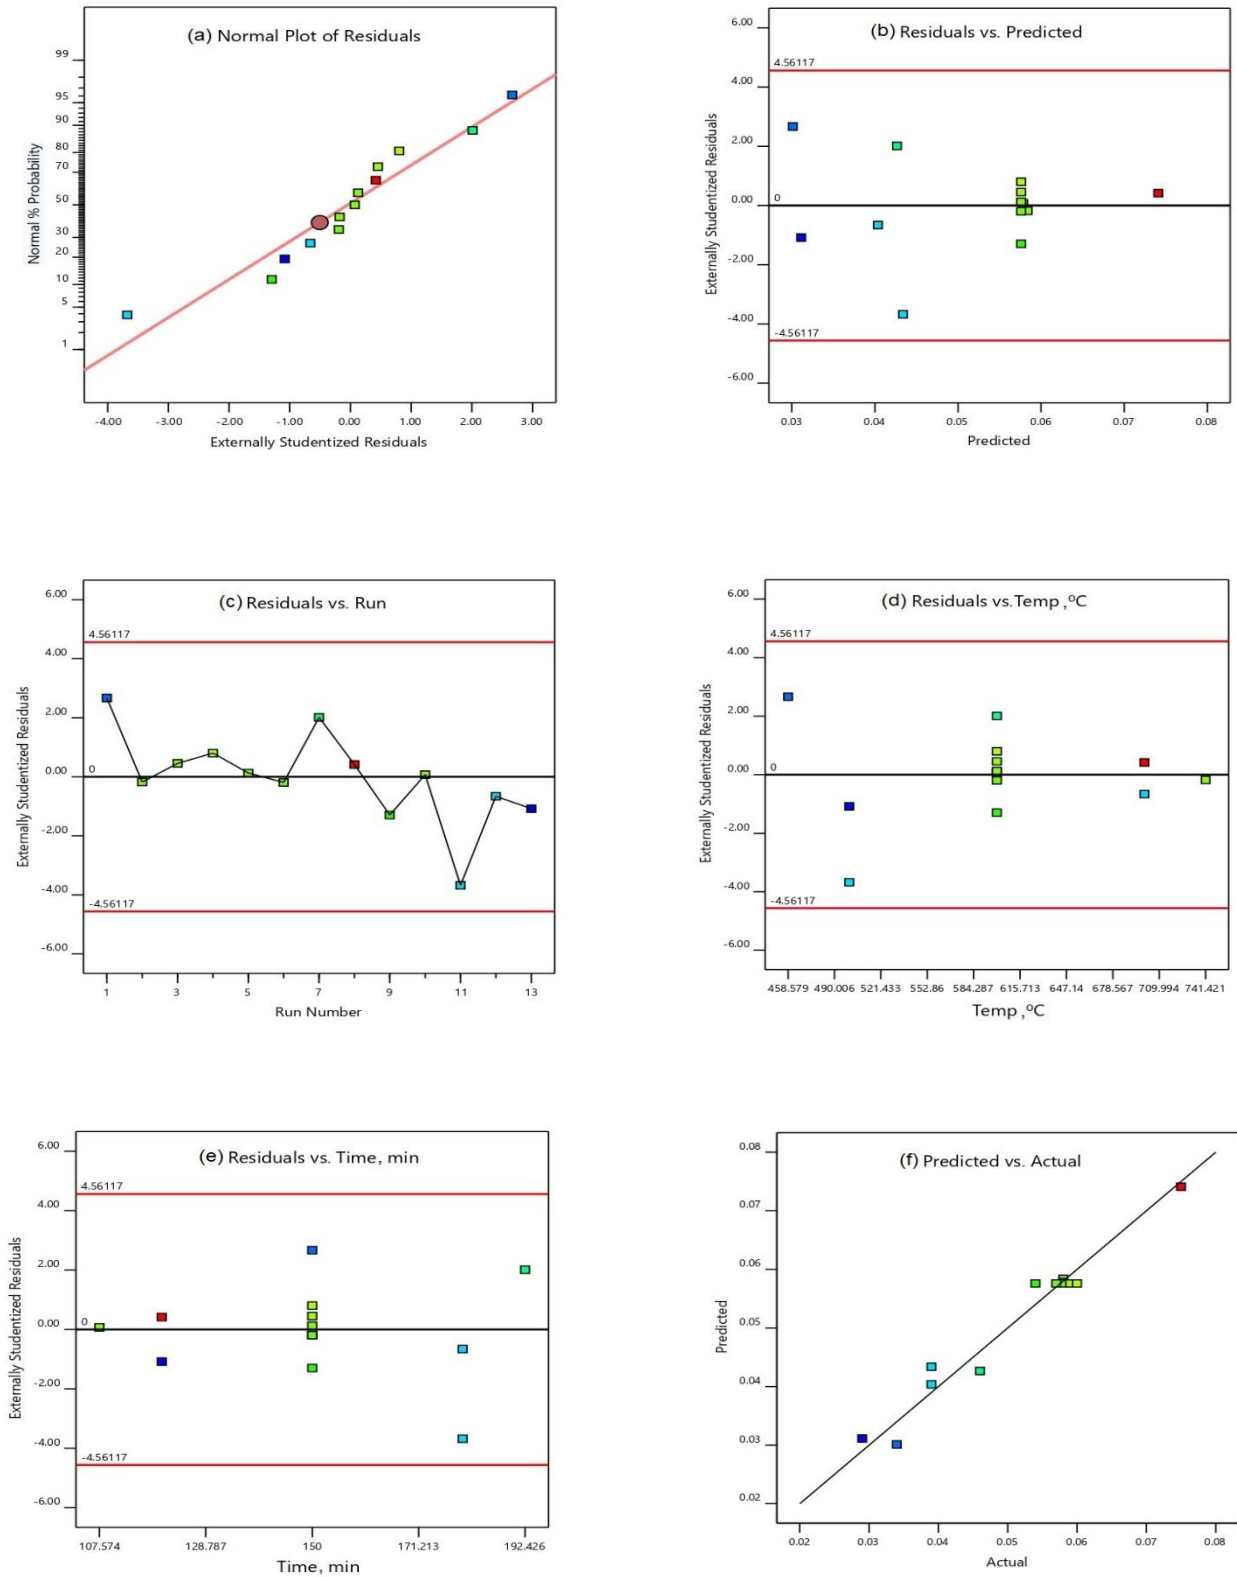 (a) Normal Plot of Residuals
Normal % Probability
99
95
90
80
70
50
30
20
10
5
1
-4.00 -3.00 -2.00 -1.00 0.00 1.00 2.00 3.00
Externally Studentized Residuals
(b) Residuals vs. Predicted
Externally Studentized Residuals
6.00
4.56117
4.00
2.00
0.00
0
-2.00
-4.00
-4.56117
-6.00
0.03 0.04 0.05 0.06 0.07 0.08
Predicted
(c) Residuals vs. Run
Externally Studentized Residuals
6.00
4.56117
4.00
2.00
0.00
0
-2.00
-4.00
-4.56117
-6.00
1 3 5 7 9 11 13
Run Number
(d) Residuals vs.Temp ,⁰C
Externally Studentized Residuals
6.00
4.56117
4.00
2.00
0.00
0
-2.00
-4.00
-4.56117
-6.00
458.579 490.006 521.433 552.86 584.287 615.713 647.14 678.567 709.994 741.421
Temp ,⁰C
(e) Residuals vs. Time, min
Externally Studentized Residuals
6.00
4.56117
4.00
2.00
0.00
0
-2.00
-4.00
-4.56117
-6.00
107.574 128.787 150 171.213 192.426
Time, min
(f) Predicted vs. Actual
Predicted
0.08
0.07
0.06
0.05
0.04
0.03
0.02
0.02 0.03 0.04 0.05 0.06 0.07 0.08
Actual